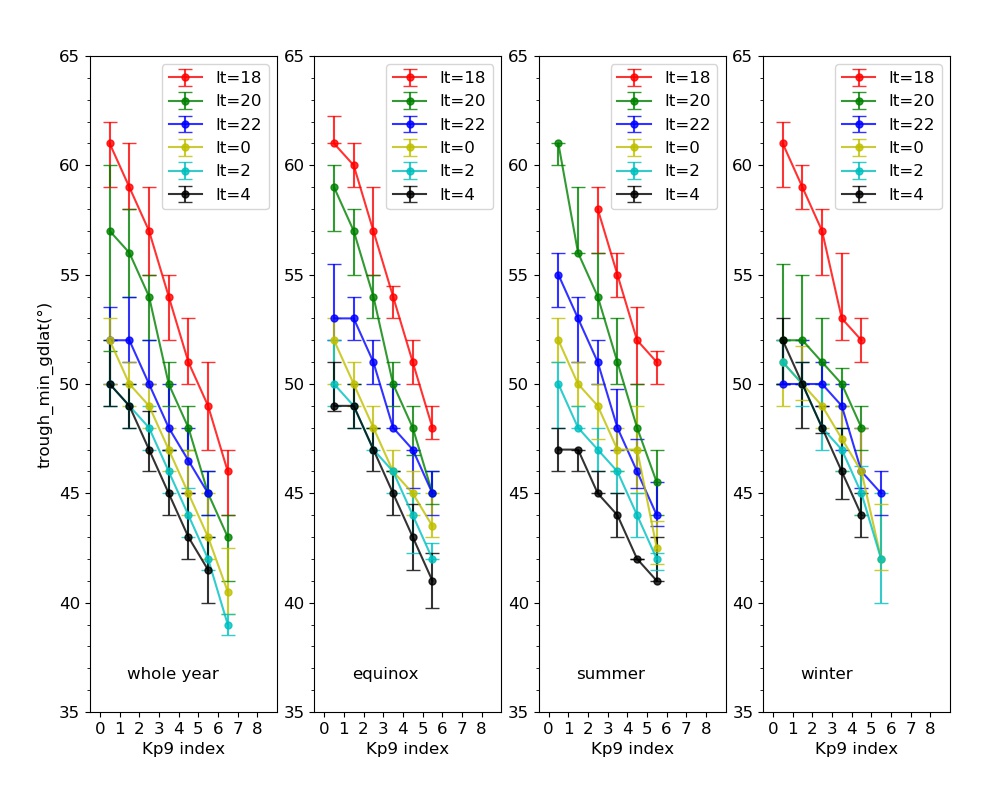 trough_min_gdlat(°)
65
60
55
50
45
40
35
lt=18
lt=20
lt=22
lt=0
lt=2
lt=4
whole year
0 1 2 3 4 5 6 7 8
Kp9 index
65
60
55
50
45
40
35
lt=18
lt=20
lt=22
lt=0
lt=2
lt=4
equinox
0 1 2 3 4 5 6 7 8
Kp9 index
65
60
55
50
45
40
35
lt=18
lt=20
lt=22
lt=0
lt=2
lt=4
summer
0 1 2 3 4 5 6 7 8
Kp9 index
65
60
55
50
45
40
35
lt=18
lt=20
lt=22
lt=0
lt=2
lt=4
winter
0 1 2 3 4 5 6 7 8
Kp9 index